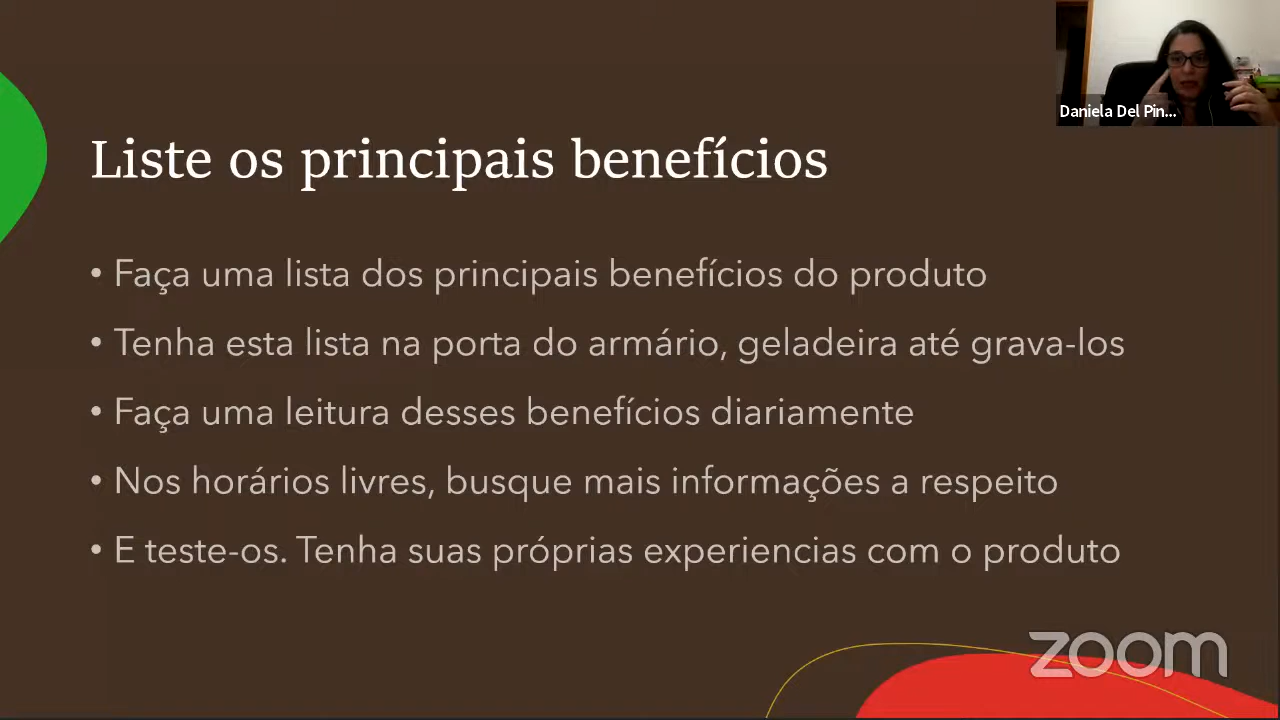 Daniela Del Pin...
Liste os principais benefícios
• Faça uma lista dos principais benefícios do produto
• Tenha esta lista na porta do armário, geladeira até grava-los
• Faça uma leitura desses benefícios diariamente
• Nos horários livres, busque mais informações a respeito
• E teste-os. Tenha suas próprias experiencias com o produto
zoom